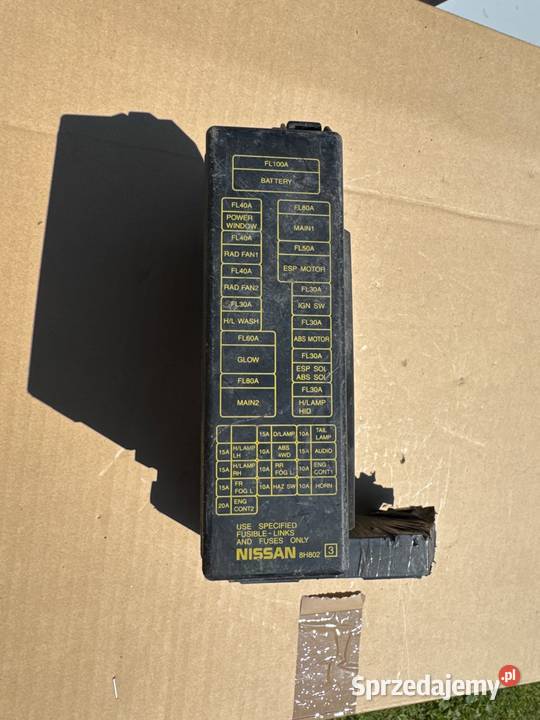 FL100A
BATTERY
FL40A
POWER
WINDOW
FL40A
RAD FAN1
FL40A
RAD FAN2
FL30A
H/L WASH
FL60A
GLOW
FL80A
MAIN2
FL80A
MAIN1
FL50A
ESP MOTOR
FL30A
IGN SW
FL30A
ABS MOTOR
FL30A
ESP SOL
ABS SOL
FL30A
H/LAMP
HID
15A D/LAMP 10A TAIL LAMP
15A H/LAMP LH 10A ABS 4WD 15A AUDIO
15A H/LAMP RH 10A RR FOG L 10A ENG CONT1
15A FR FOG L 10A HAZ SW 10A HORN
20A ENG CONT2
USE SPECIFIED
FUSIBLE-LINKS
AND FUSES ONLY
NISSAN 8H802 3
Sprzedajemy.pl